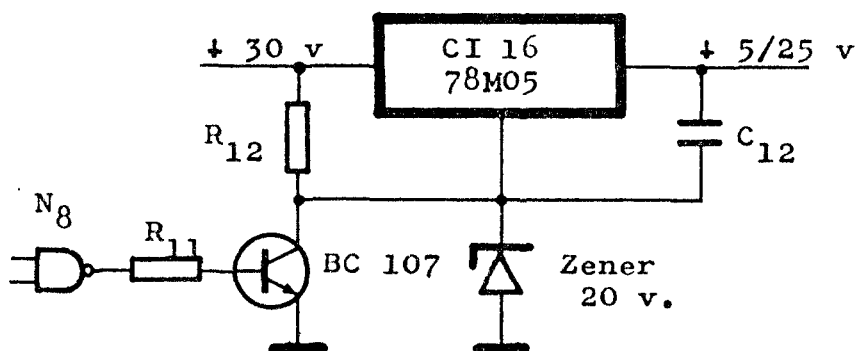 + 30 v
CI 16
78M05
+ 5/25 v
R12
C12
N8
R11
BC 107
Zener
20 v.